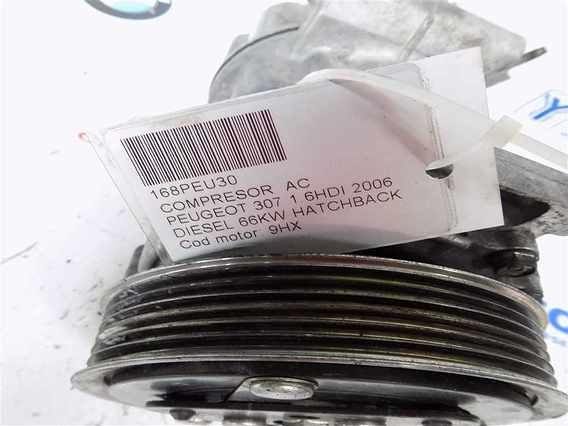 168PEU30
COMPRESOR AC
PEUGEOT 307 1.6HDI 2006
DIESEL 66KW HATCHBACK
Cod motor 9HX